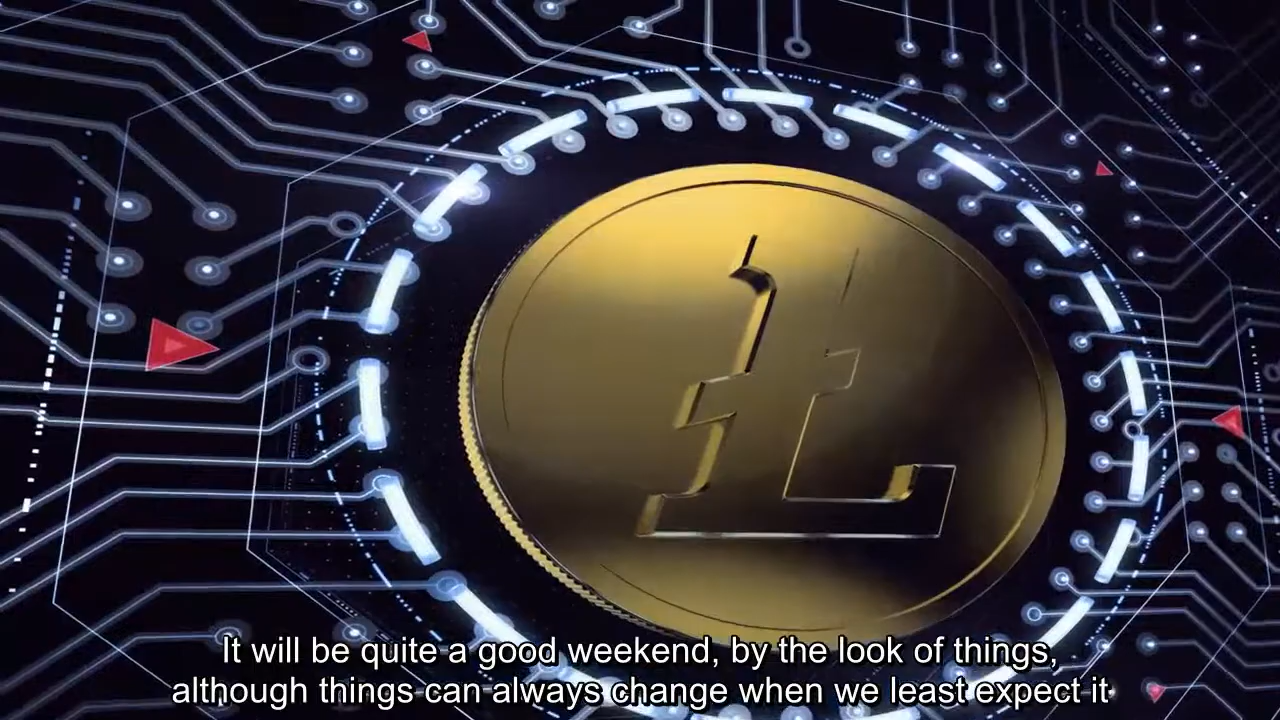 It will be quite a good weekend, by the look of things,
although things can always change when we least expect it